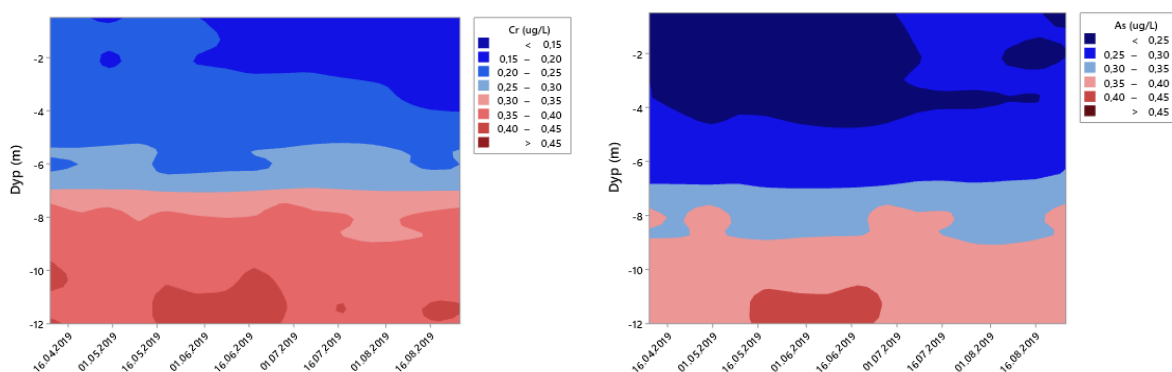 Cr (ug/L)
< 0,15
0,15 – 0,20
0,20 – 0,25
0,25 – 0,30
0,30 – 0,35
0,35 – 0,40
0,40 – 0,45
> 0,45
Dyp (m)
-2
-4
-6
-8
-10
-12
16.042019
01.05.2019
16.05.2019
01.06.2019
16.06.2019
01.07.2019
16.07.2019
01.08.2019
16.08.2019
As (ug/L)
< 0,25
0,25 – 0,30
0,30 – 0,35
0,35 – 0,40
0,40 – 0,45
> 0,45
Dyp (m)
-2
-4
-6
-8
-10
-12
16.042019
01.05.2019
16.05.2019
01.06.2019
16.06.2019
01.07.2019
16.07.2019
01.08.2019
16.08.2019